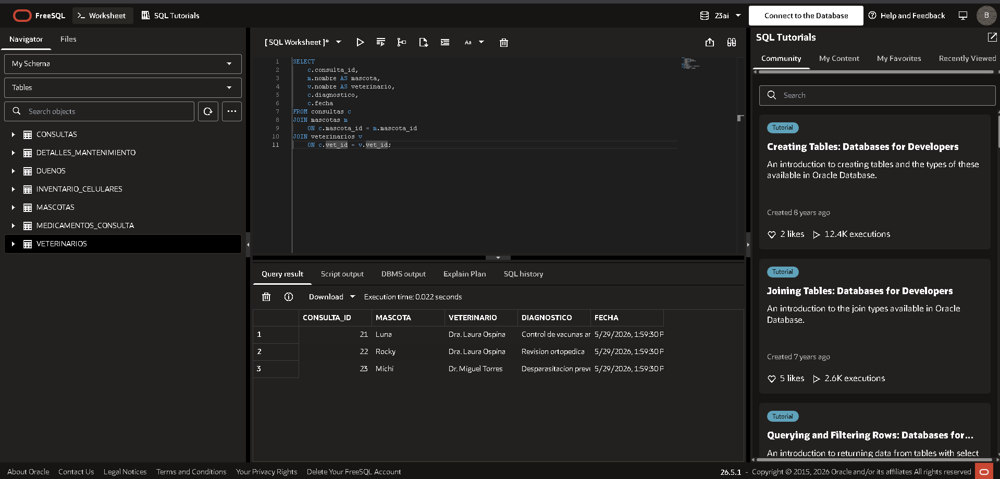 FreeSQL
Worksheet
SQL Tutorials
23ai
Connect to the Database
Help and Feedback
B
Navigator
Files
My Schema
Tables
Search objects
CONSULTAS
DETALLES_MANTENIMIENTO
DUENOS
INVENTARIO_CELULARES
MASCOTAS
MEDICAMENTOS_CONSULTA
VETERINARIOS
[ SQL Worksheet ]*
Aa
1 SELECT
2 c.consulta_id,
3 m.nombre AS mascota,
4 v.nombre AS veterinario,
5 c.diagnostico,
6 c.fecha
7 FROM consultas c
8 JOIN mascotas m
9 ON c.mascota_id = m.mascota_id
10 JOIN veterinarios v
11 ON c.vet_id = v.vet_id;
Query result
Script output
DBMS output
Explain Plan
SQL history
Download
Execution time: 0.022 seconds
CONSULTA_ID MASCOTA VETERINARIO DIAGNOSTICO FECHA
1 21 Luna Dra. Laura Ospina Control de vacunas ar 5/29/2026, 1:59:30 P
2 22 Rocky Dra. Laura Ospina Revision ortopedica 5/29/2026, 1:59:30 P
3 23 Michi Dr. Miguel Torres Desparasitacion preve 5/29/2026, 1:59:30 P
SQL Tutorials
Community
My Content
My Favorites
Recently Viewed
Search
Tutorial
Creating Tables: Databases for Developers
An introduction to creating tables and the types of these
available in Oracle Database.
Created 8 years ago
2 likes
12.4K executions
Tutorial
Joining Tables: Databases for Developers
An introduction to the join types available in Oracle
Database.
Created 7 years ago
5 likes
2.6K executions
Tutorial
Querying and Filtering Rows: Databases for...
An introduction to returning data from tables with select
About Oracle
Contact Us
Legal Notices
Terms and Conditions
Your Privacy Rights
Delete Your FreeSQL Account
26.5.1 - Copyright © 2015, 2026 Oracle and/or its affiliates All rights reserved